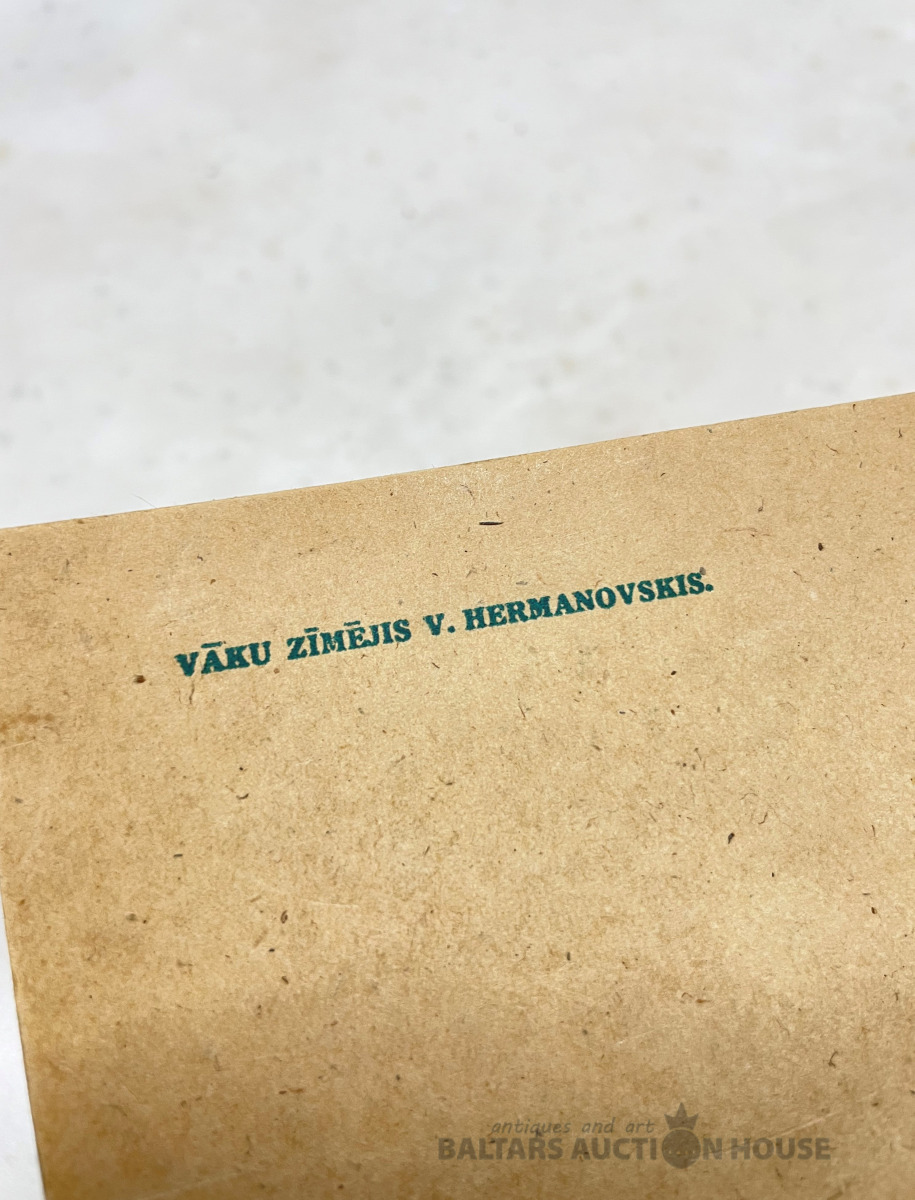 VĀKU ZĪMĒJIS V. HERMANOVSKIS.
antiques and art
BALTARS AUCTION HOUSE